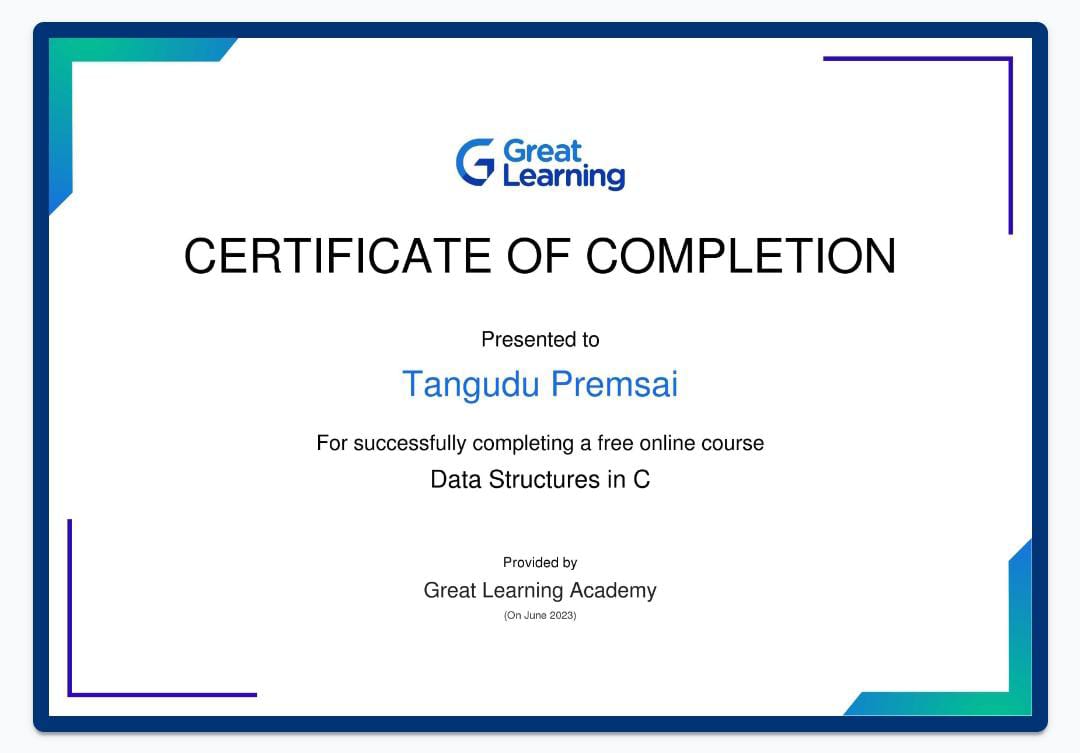 Great
Learning
CERTIFICATE OF COMPLETION
Presented to
Tangudu Premsai
For successfully completing a free online course
Data Structures in C
Provided by
Great Learning Academy
(On June 2023)